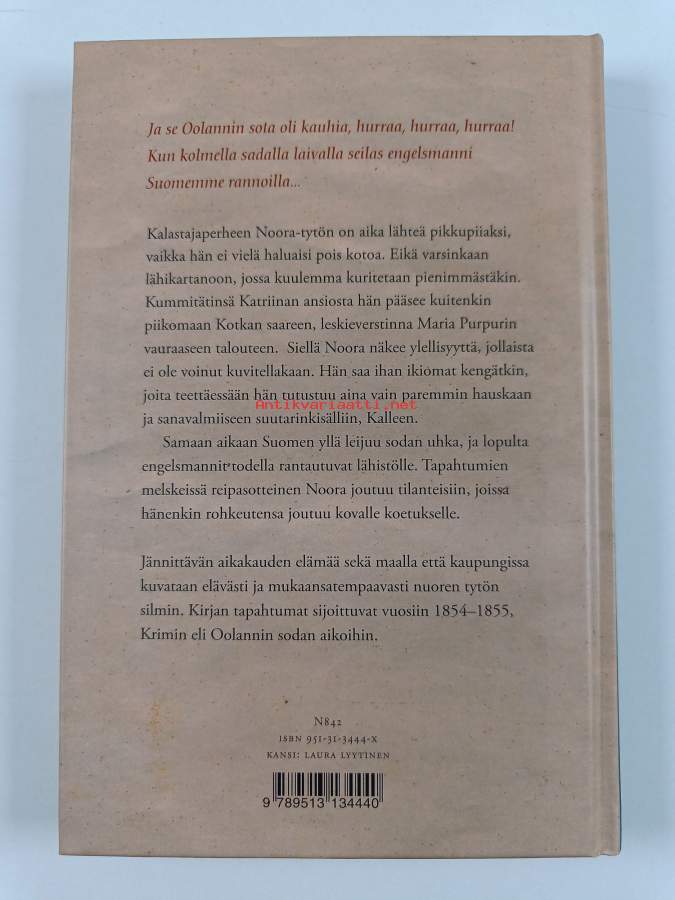 Ja se Oolannin sota oli kauhia, hurraa, hurraa, hurraa!
Kun kolmella sadalla laivalla seilas engelsmanni
Suomemme rannoilla...
Kalastajaperheen Noora-tytön on aika lähteä pikkupiiaksi,
vaikka hän ei vielä haluaisi pois kotoa. Eikä varsinkaan
lähikartanoon, jossa kuulemma kuritetaan pienimmästäkin.
Kummitätinsä Katriinan ansiosta hän pääsee kuitenkin
piikomaan Kotkan saareen, leskieverstinna Maria Purpurin
vauraaseen talouteen. Siellä Noora näkee ylellisyyttä, jollaista
ei ole voinut kuvitellakaan. Hän saa ihan ikiomat kengätkin,
joita teettäessään hän tutustuu aina vain paremmin hauskaan
Antikvariaatti.net
ja sanavalmiiseen suutarinkisälliin, Kalleen.
Samaan aikaan Suomen yllä leijuu sodan uhka, ja lopulta
engelsmannit todella rantautuvat lähistölle. Tapahtumien
melskeissä reipasotteinen Noora joutuu tilanteisiin, joissa
hänenkin rohkeutensa joutuu kovalle koetukselle.
Jännittävän aikakauden elämää sekä maalla että kaupungissa
kuvataan elävästi ja mukaansatempaavasti nuoren tytön
silmin. Kirjan tapahtumat sijoittuvat vuosiin 1854–1855,
Krimin eli Oolannin sodan aikoihin.
N842
ISBN 951-31-3444-X
KANSI: LAURA LYYTINEN
9 789513 134440